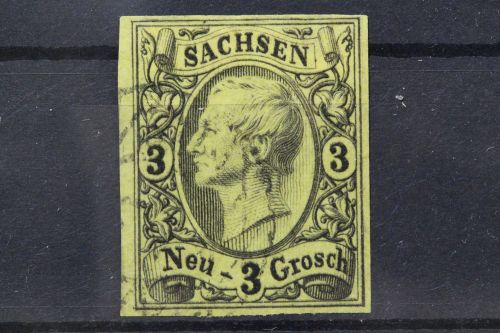 SACHSEN
3 3
Neu - 3 Grosch